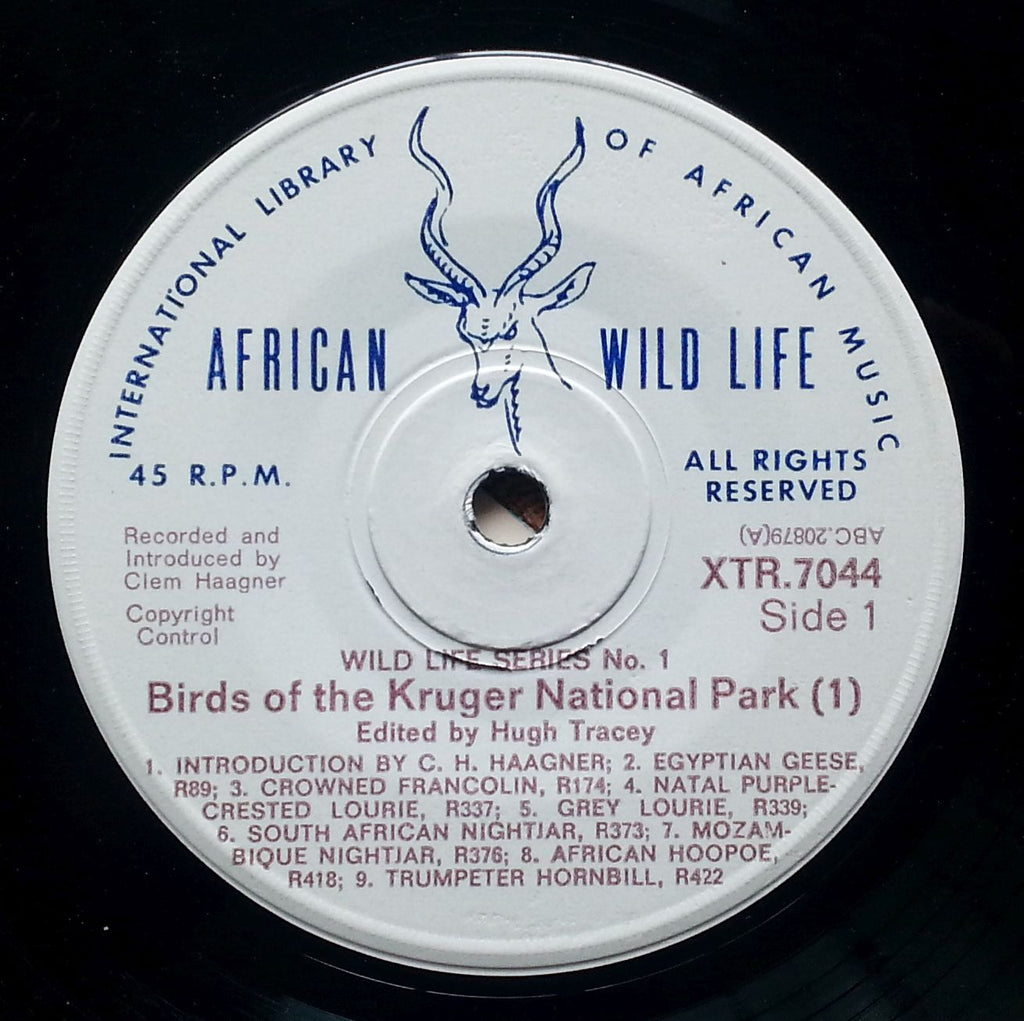 INTERNATIONAL LIBRARY OF AFRICAN MUSIC
AFRICAN WILD LIFE
45 R.P.M.
ALL RIGHTS
RESERVED
Recorded and
Introduced by
Clem Haagner
Copyright
Control
ABC.20879(A)
XTR.7044
Side 1
WILD LIFE SERIES No. 1
Birds of the Kruger National Park (1)
Edited by Hugh Tracey
1. INTRODUCTION BY C. H. HAAGNER; 2. EGYPTIAN GEESE,
R89; 3. CROWNED FRANCOLIN, R174; 4. NATAL PURPLE-
CRESTED LOURIE, R337; 5. GREY LOURIE, R339;
6. SOUTH AFRICAN NIGHTJAR, R373; 7. MOZAM-
BIQUE NIGHTJAR, R376; 8. AFRICAN HOOPOE,
R418; 9. TRUMPETER HORNBILL, R422